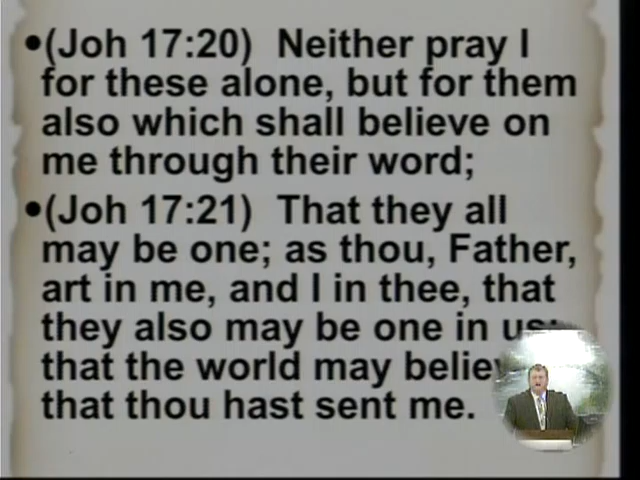 •(Joh 17:20) Neither pray I
for these alone, but for them
also which shall believe on
me through their word;
•(Joh 17:21) That they all
may be one; as thou, Father,
art in me, and I in thee, that
they also may be one in us:
that the world may believ
that thou hast sent me.